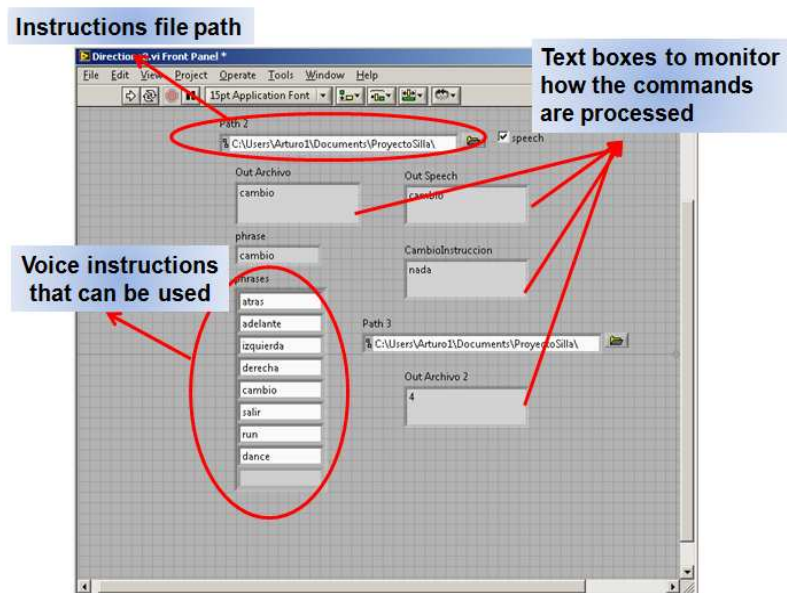 Instructions file path
Text boxes to monitor
how the commands
are processed
Front Panel *
File Edit View Project Operate Tools Window Help
15pt Application Font
Path 2
C:\Users\Arturo1\Documents\ProyectoSilla\
speech
Out Archivo
cambio
Out Speech
cambio
phrase
cambio
CambioInstruccion
nada
Voice instructions
that can be used
phrases
atras
adelante
izquierda
derecha
cambio
salir
run
dance
Path 3
C:\Users\Arturo1\Documents\ProyectoSilla\
Out Archivo 2
4